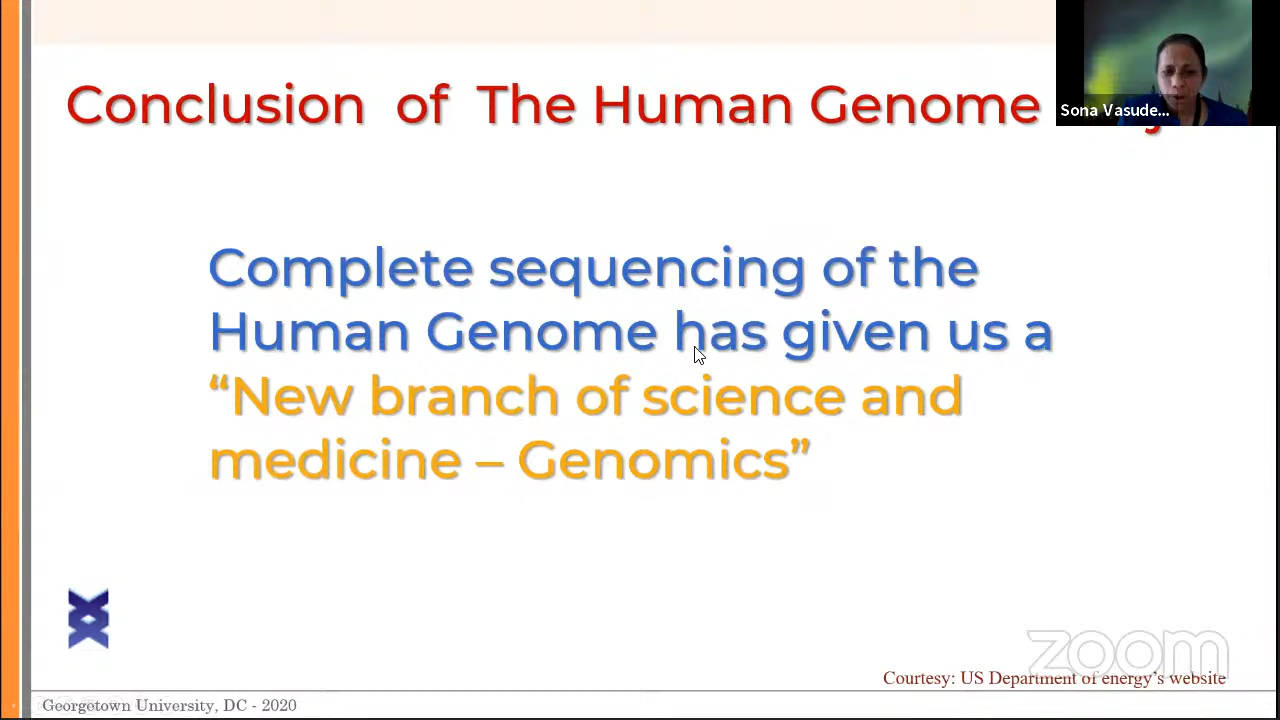 Conclusion of The Human Genome
Sona Vasude...
Complete sequencing of the
Human Genome has given us a
“New branch of science and
medicine – Genomics”
zoom
Courtesy: US Department of energy's website
Georgetown University, DC - 2020